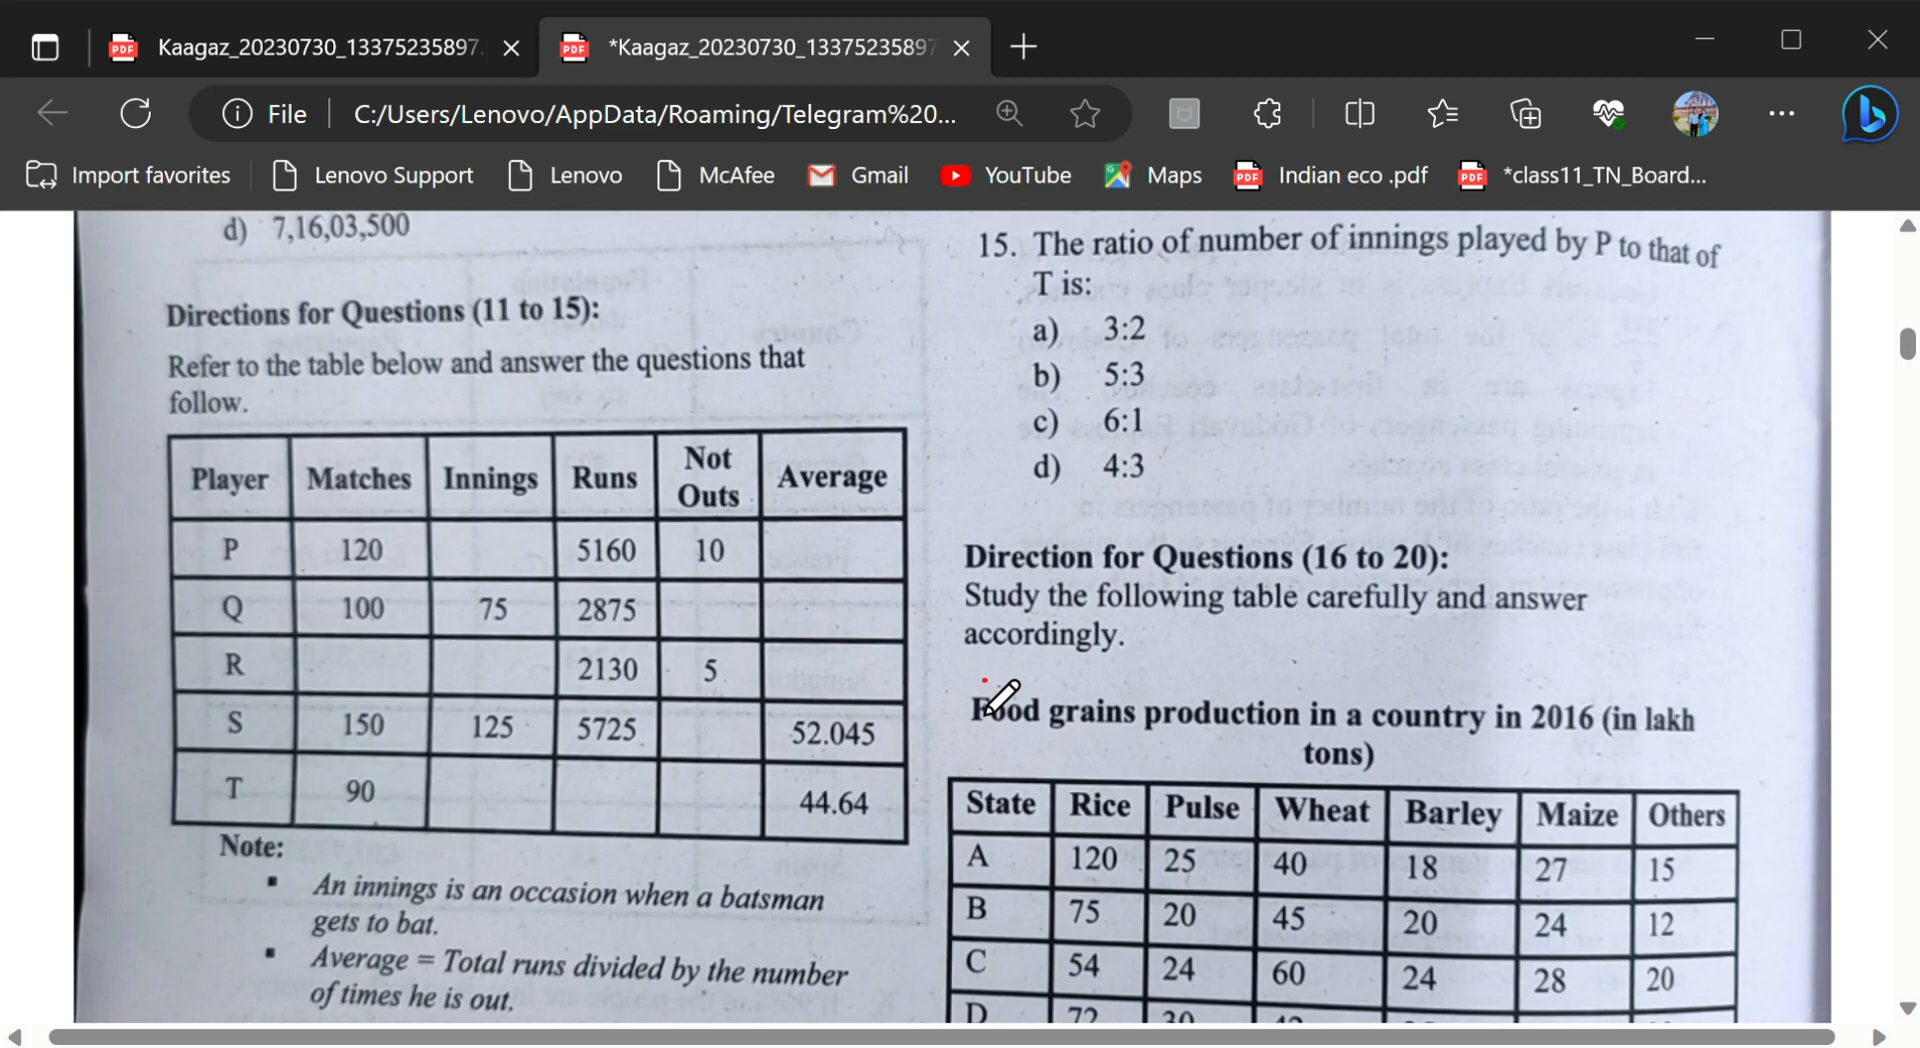 Kaagaz_20230730_13375235897.
*Kaagaz_20230730_13375235897
File
C:/Users/Lenovo/AppData/Roaming/Telegram%20...
Import favorites
Lenovo Support
Lenovo
McAfee
Gmail
YouTube
Maps
Indian eco .pdf
*class11_TN_Board...
d) 7,16,03,500
Directions for Questions (11 to 15):
Refer to the table below and answer the questions that
follow.
Player Matches Innings Runs Not Outs Average
P 120 5160 10
Q 100 75 2875
R 2130 5
S 150 125 5725 52.045
T 90 44.64
Note:
▪ An innings is an occasion when a batsman
gets to bat.
▪ Average = Total runs divided by the number
of times he is out.
15. The ratio of number of innings played by P to that of
T is:
a) 3:2
b) 5:3
c) 6:1
d) 4:3
Direction for Questions (16 to 20):
Study the following table carefully and answer
accordingly.
Food grains production in a country in 2016 (in lakh
tons)
State Rice Pulse Wheat Barley Maize Others
A 120 25 40 18 27 15
B 75 20 45 20 24 12
C 54 24 60 24 28 20
D 72 30